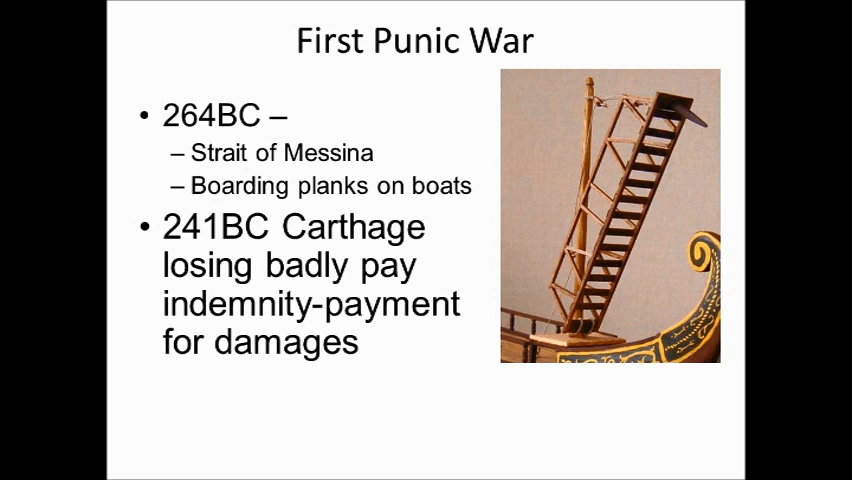 First Punic War
• 264BC –
– Strait of Messina
– Boarding planks on boats
• 241BC Carthage
losing badly pay
indemnity-payment
for damages